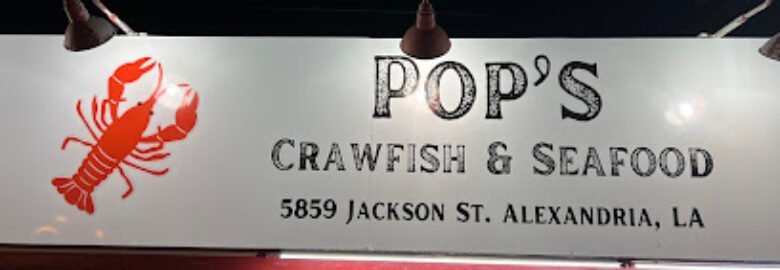 POP'S
CRAWFISH & SEAFOOD
5859 JACKSON ST. ALEXANDRIA, LA